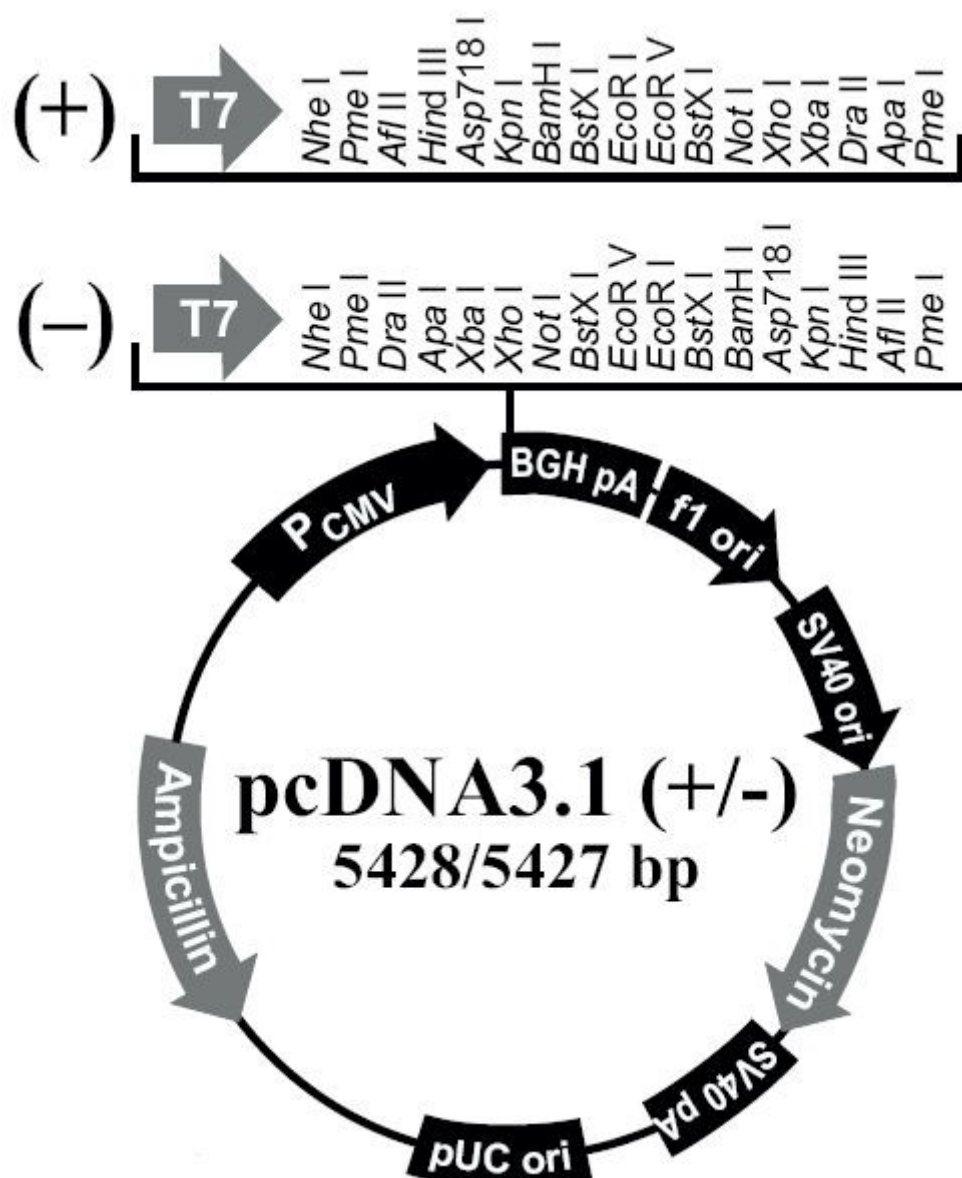 (+)
T7
Nhe I
Pme I
Afl II
Hind III
Asp718 I
Kpn I
BamH I
BstX I
EcoR I
EcoR V
BstX I
Not I
Xho I
Xba I
Dra II
Apa I
Pme I
(–)
T7
Nhe I
Pme I
Dra II
Apa I
Xba I
Xho I
Not I
BstX I
EcoR V
EcoR I
BstX I
BamH I
Asp718 I
Kpn I
Hind III
Afl II
Pme I
P CMV
BGH pA
f1 ori
SV40 ori
Neomycin
SV40 pA
pUC ori
Ampicillin
pcDNA3.1 (+/-)
5428/5427 bp